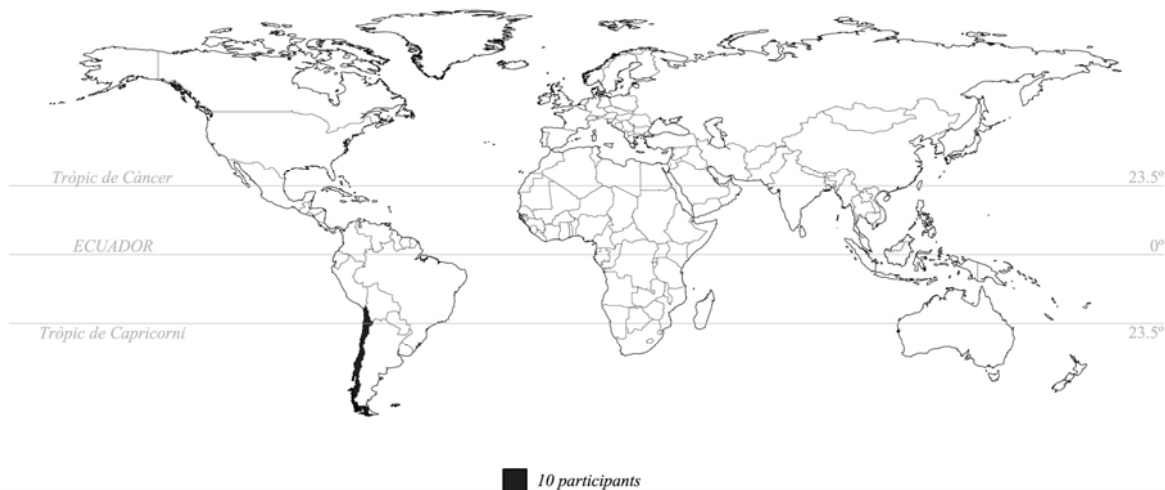 Tròpic de Càncer 23.5º
ECUADOR 0º
Tròpic de Capricorni 23.5º
10 participants